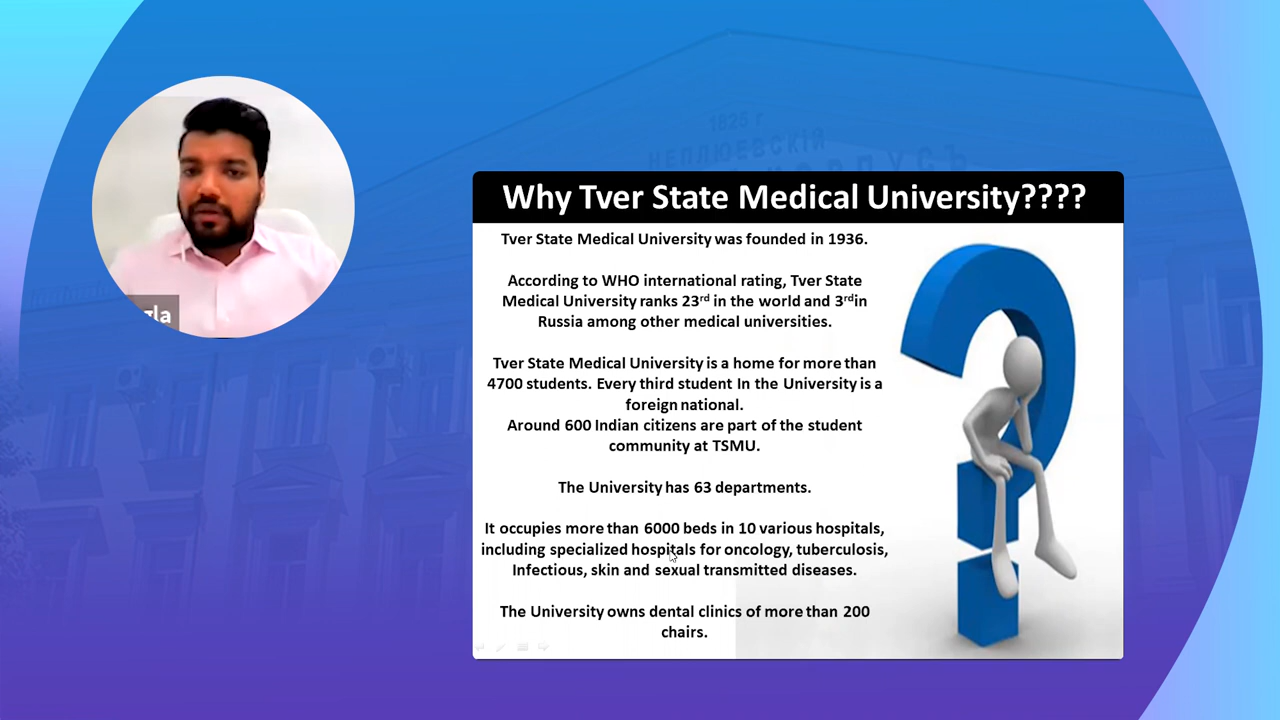 1825 г
НЕПЛЮЕВСКIЙ
КОРПУСЪ
gla
Why Tver State Medical University????
Tver State Medical University was founded in 1936.
According to WHO international rating, Tver State
Medical University ranks 23rd in the world and 3rdin
Russia among other medical universities.
Tver State Medical University is a home for more than
4700 students. Every third student In the University is a
foreign national.
Around 600 Indian citizens are part of the student
community at TSMU.
The University has 63 departments.
It occupies more than 6000 beds in 10 various hospitals,
including specialized hospitals for oncology, tuberculosis,
Infectious, skin and sexual transmitted diseases.
The University owns dental clinics of more than 200
chairs.